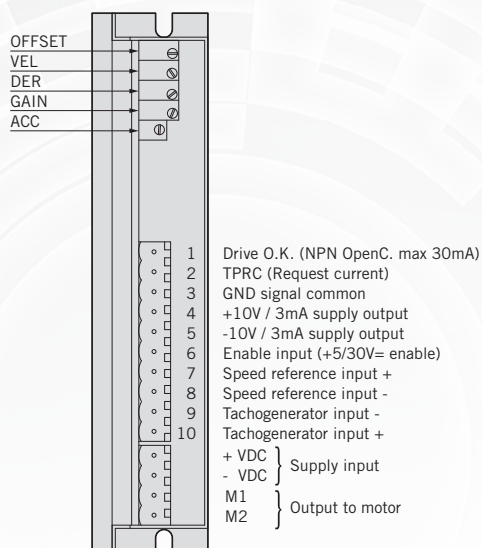 OFFSET
VEL
DER
GAIN
ACC
1 Drive O.K. (NPN OpenC. max 30mA)
2 TPRC (Request current)
3 GND signal common
4 +10V / 3mA supply output
5 -10V / 3mA supply output
6 Enable input (+5/30V= enable)
7 Speed reference input +
8 Speed reference input -
9 Tachogenerator input -
10 Tachogenerator input +
+ VDC
- VDC
Supply input
M1
M2
Output to motor